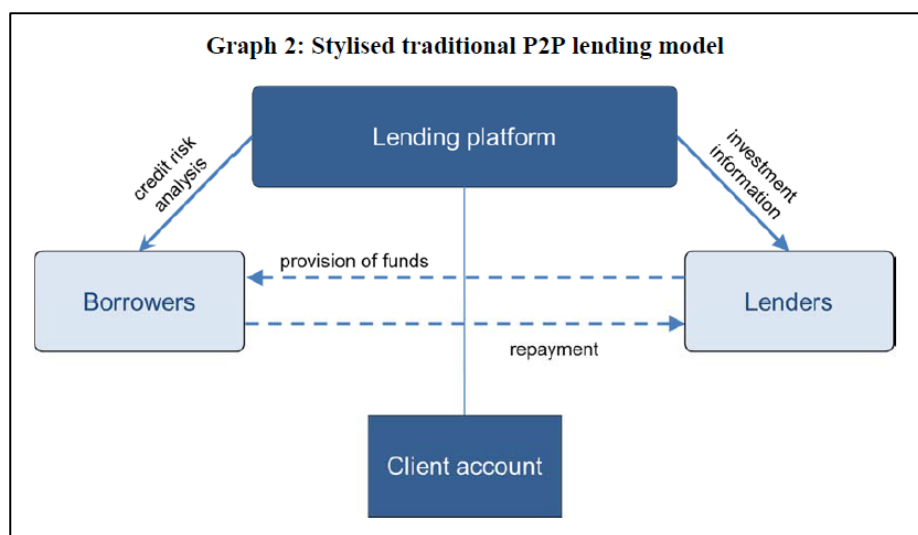 Graph 2: Stylised traditional P2P lending model
Lending platform
credit risk
analysis
investment
information
provision of funds
Borrowers
Lenders
repayment
Client account